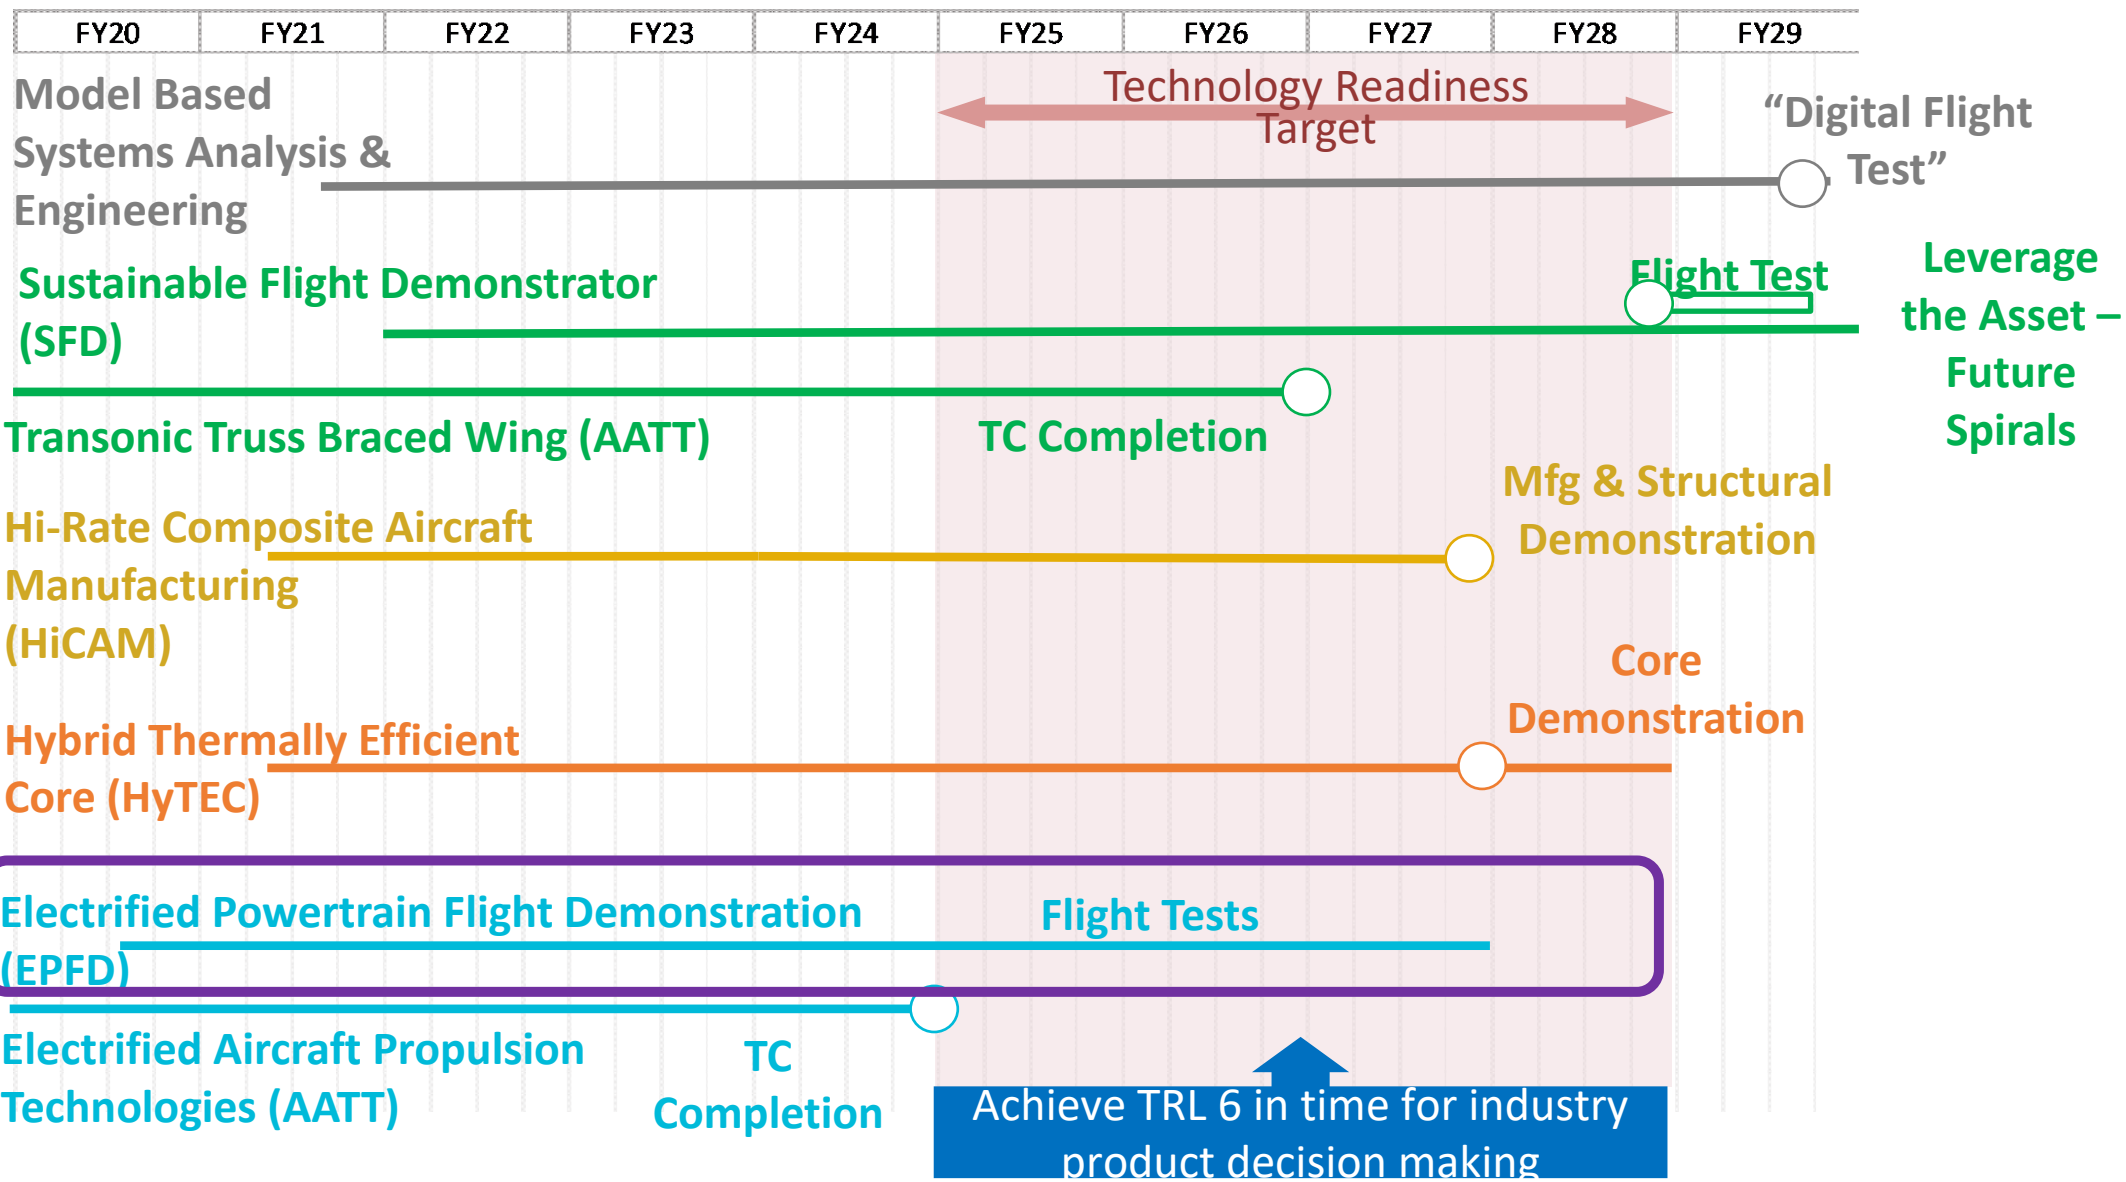 FY20 FY21 FY22 FY23 FY24 FY25 FY26 FY27 FY28 FY29
Model Based
Systems Analysis &
Engineering
Technology Readiness
Target
“Digital Flight
Test”
Sustainable Flight Demonstrator
(SFD)
Flight Test
Leverage
the Asset –
Future
Spirals
Transonic Truss Braced Wing (AATT)
TC Completion
Hi-Rate Composite Aircraft
Manufacturing
(HiCAM)
Mfg & Structural
Demonstration
Hybrid Thermally Efficient
Core (HyTEC)
Core
Demonstration
Electrified Powertrain Flight Demonstration
(EPFD)
Flight Tests
Electrified Aircraft Propulsion
Technologies (AATT)
TC
Completion
Achieve TRL 6 in time for industry
product decision making